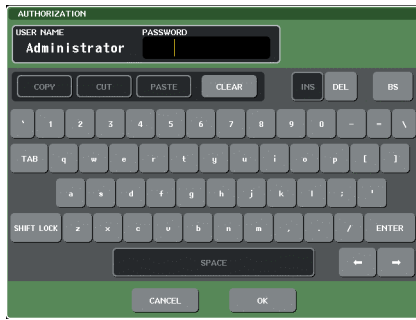 AUTHORIZATION
USER NAME PASSWORD
Administrator
COPY CUT PASTE CLEAR INS DEL BS
` 1 2 3 4 5 6 7 8 9 0 - = \
TAB q w e r t y u i o p [ ]
a s d f g h j k l ; '
SHIFT LOCK z x c v b n m , . / ENTER
SPACE ← →
CANCEL OK